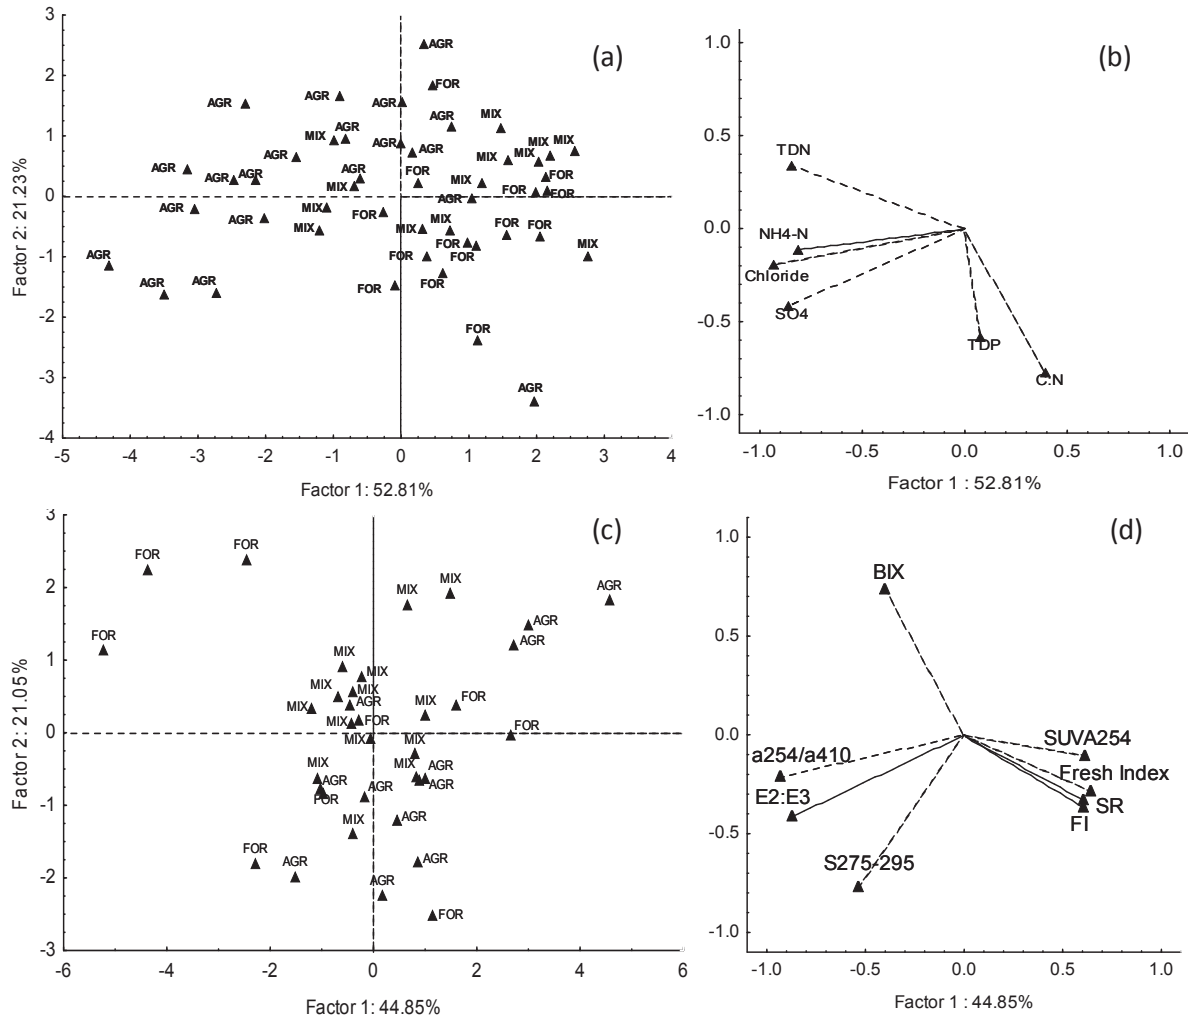 (a)
3
2
1
0
-1
-2
-3
-4
Factor 2: 21.23%
AGR
FOR
AGR
AGR
AGR
AGR
MIX
AGR
MIX
AGR
MIX
MIX
AGR
AGR
MIX
MIX
AGR
AGR
FOR
FOR
AGR
AGR
MIX
MIX
FOR
FOR
AGR
AGR
MIX
FOR
AGR
MIX
MIX
MIX
FOR
FOR
FOR
FOR
MIX
AGR
FOR
AGR
AGR
FOR
FOR
FOR
AGR
-5
-4
-3
-2
-1
0
1
2
3
4
Factor 1: 52.81%
(b)
1.0
0.5
0.0
-0.5
-1.0
TDN
NH4-N
Chloride
SO4
TDP
C:N
-1.0
-0.5
0.0
0.5
1.0
Factor 1 : 52.81%
(c)
3
2
1
0
-1
-2
-3
Factor 2: 21.05%
FOR
FOR
MIX
MIX
AGR
AGR
FOR
AGR
MIX
MIX
MIX
MIX
FOR
MIX
AGR
MIX
MIX
FOR
FOR
MIX
MIX
MIX
MIX
AGR
AGR
AGR
AGR
FOR
MIX
AGR
FOR
AGR
AGR
AGR
FOR
-6
-4
-2
0
2
4
6
Factor 1: 44.85%
(d)
1.0
0.5
0.0
-0.5
-1.0
BIX
SUVA254
a254/a410
Fresh Index
E2:E3
SR
FI
S275-295
-1.0
-0.5
0.0
0.5
1.0
Factor 1 : 44.85%